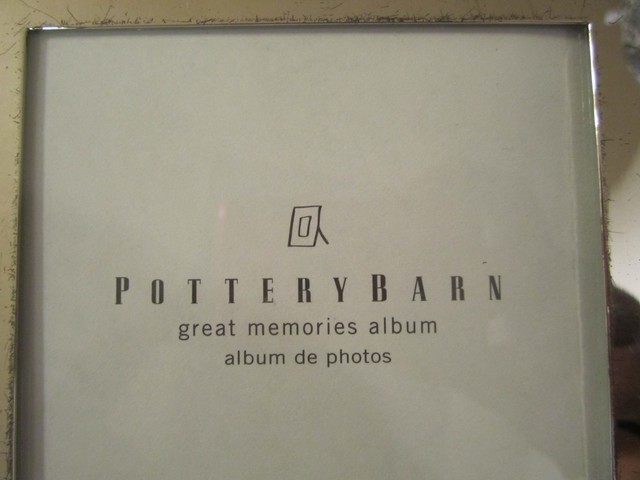 POTTERYBARN
great memories album
album de photos